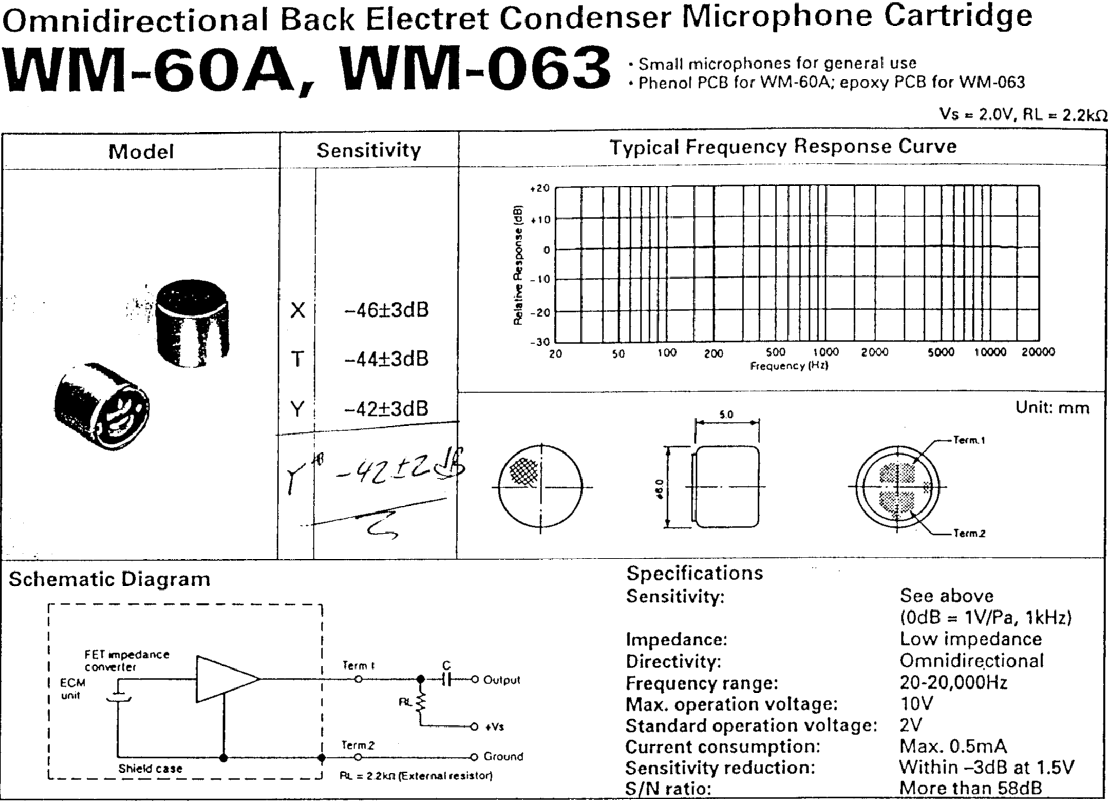 Omnidirectional Back Electret Condenser Microphone Cartridge
WM-60A, WM-063
• Small microphones for general use
• Phenol PCB for WM-60A; epoxy PCB for WM-063
Vs = 2.0V, RL = 2.2kΩ
Model
Sensitivity
Typical Frequency Response Curve
X -46±3dB
T -44±3dB
Y -42±3dB
-42±2dB
Relative Response (dB)
+20
+10
0
-10
-20
-30
20 50 100 200 500 1000 2000 5000 10000 20000
Frequency (Hz)
Unit: mm
5.0
ø6.0
Term.1
Term.2
Schematic Diagram
FET impedance
converter
ECM
unit
Shield case
Term 1
C
Output
RL
+Vs
Term.2
Ground
RL = 2.2kΩ (External resistor)
Specifications
Sensitivity: See above
(0dB = 1V/Pa, 1kHz)
Impedance: Low impedance
Directivity: Omnidirectional
Frequency range: 20-20,000Hz
Max. operation voltage: 10V
Standard operation voltage: 2V
Current consumption: Max. 0.5mA
Sensitivity reduction: Within -3dB at 1.5V
S/N ratio: More than 58dB